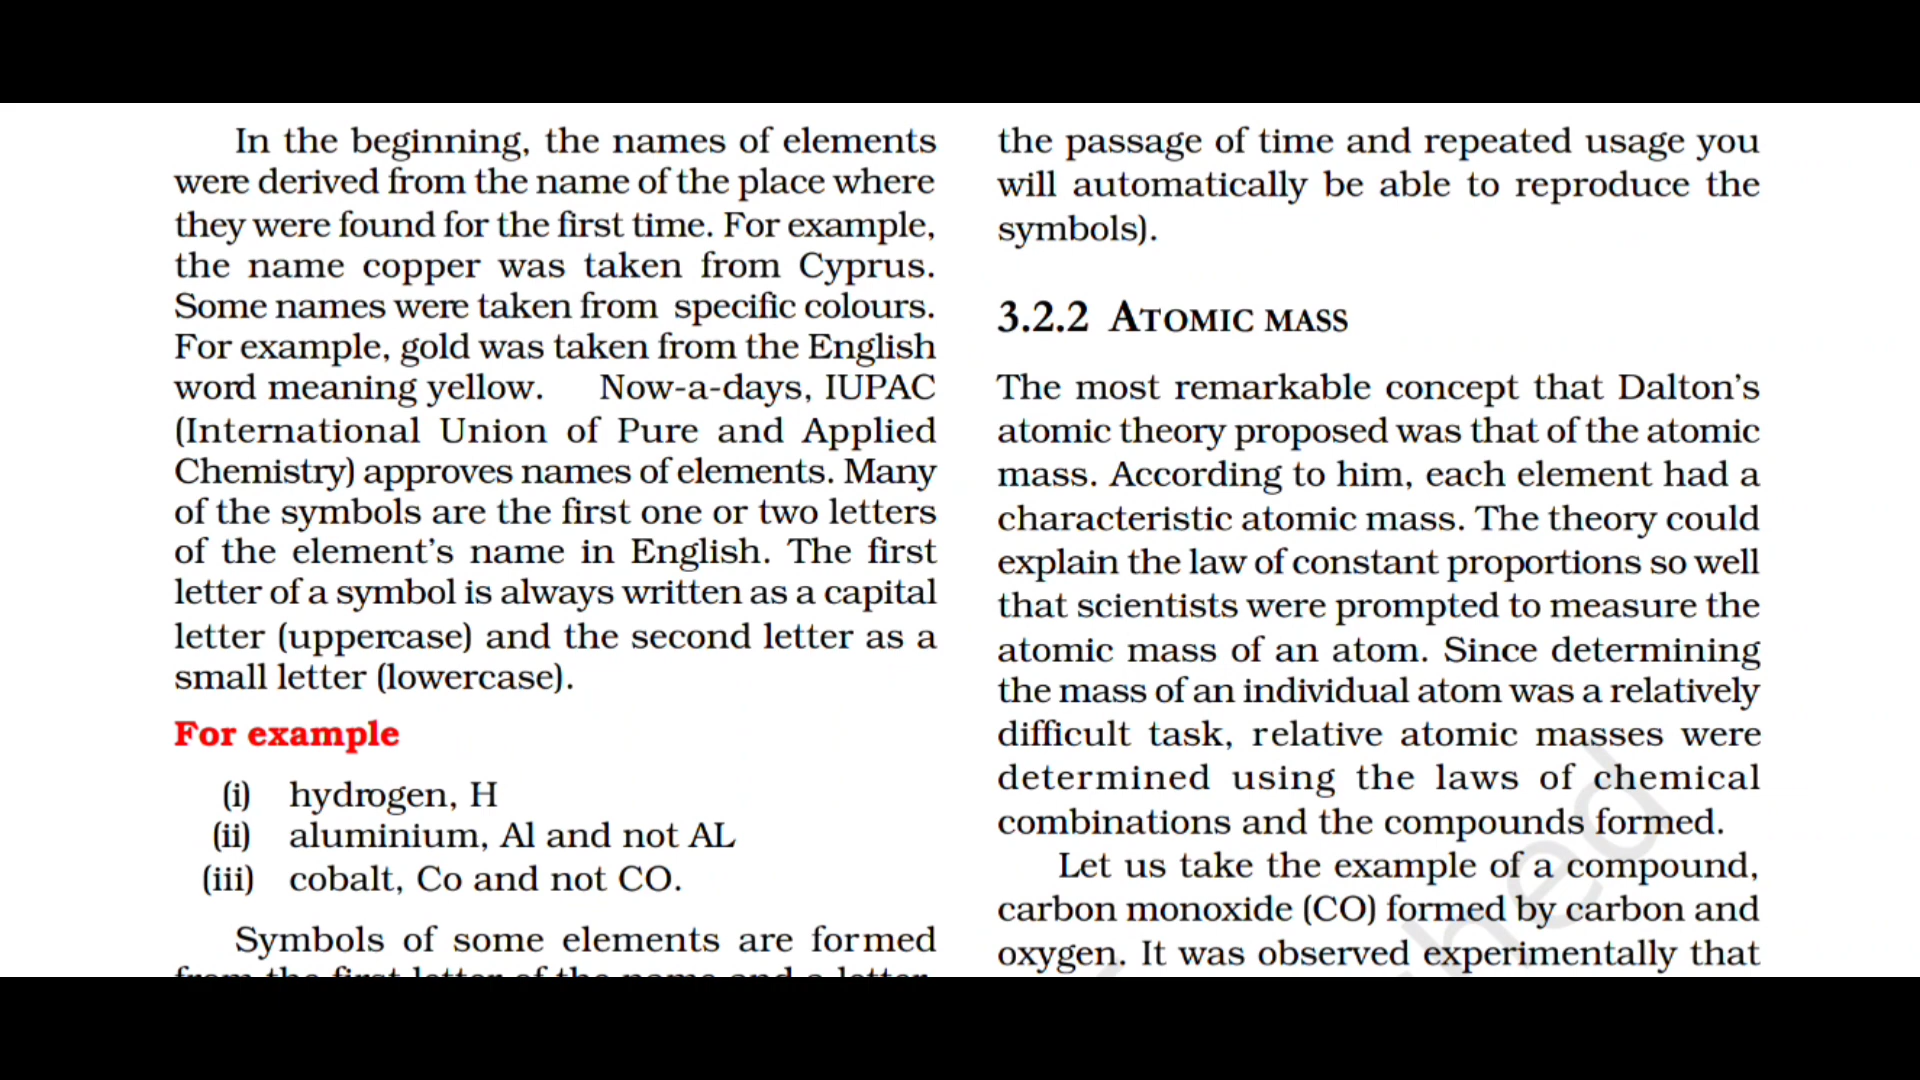 In the beginning, the names of elements
were derived from the name of the place where
they were found for the first time. For example,
the name copper was taken from Cyprus.
Some names were taken from specific colours.
For example, gold was taken from the English
word meaning yellow. Now-a-days, IUPAC
(International Union of Pure and Applied
Chemistry) approves names of elements. Many
of the symbols are the first one or two letters
of the element's name in English. The first
letter of a symbol is always written as a capital
letter (uppercase) and the second letter as a
small letter (lowercase).
For example
(i) hydrogen, H
(ii) aluminium, Al and not AL
(iii) cobalt, Co and not CO.
Symbols of some elements are formed
from the first letter of the name and a letter,
the passage of time and repeated usage you
will automatically be able to reproduce the
symbols).
3.2.2 ATOMIC MASS
The most remarkable concept that Dalton's
atomic theory proposed was that of the atomic
mass. According to him, each element had a
characteristic atomic mass. The theory could
explain the law of constant proportions so well
that scientists were prompted to measure the
atomic mass of an atom. Since determining
the mass of an individual atom was a relatively
difficult task, relative atomic masses were
determined using the laws of chemical
combinations and the compounds formed.
Let us take the example of a compound,
carbon monoxide (CO) formed by carbon and
oxygen. It was observed experimentally that